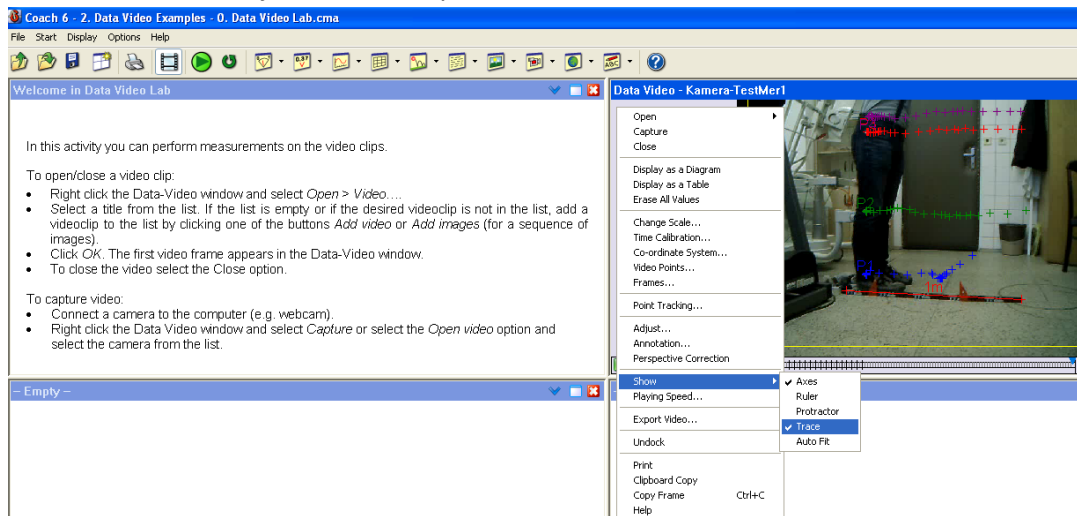 Coach 6 - 2. Data Video Examples - 0. Data Video Lab.cma
File Start Display Options Help
Welcome in Data Video Lab
In this activity you can perform measurements on the video clips.
To open/close a video clip:
• Right click the Data-Video window and select Open > Video....
• Select a title from the list. If the list is empty or if the desired videoclip is not in the list, add a
videoclip to the list by clicking one of the buttons Add video or Add images (for a sequence of
images).
• Click OK. The first video frame appears in the Data-Video window.
• To close the video select the Close option.
To capture video:
• Connect a camera to the computer (e.g. webcam).
• Right click the Data Video window and select Capture or select the Open video option and
select the camera from the list.
– Empty –
Data Video - Kamera-TestMer1
Open
Capture
Close
Display as a Diagram
Display as a Table
Erase All Values
Change Scale...
Time Calibration...
Co-ordinate System...
Video Points...
Frames...
Point Tracking...
Adjust...
Annotation...
Perspective Correction
Show
Playing Speed...
Export Video...
Undock
Print
Clipboard Copy
Copy Frame Ctrl+C
Help
Axes
Ruler
Protractor
Trace
Auto Fit
P2
P1
1m